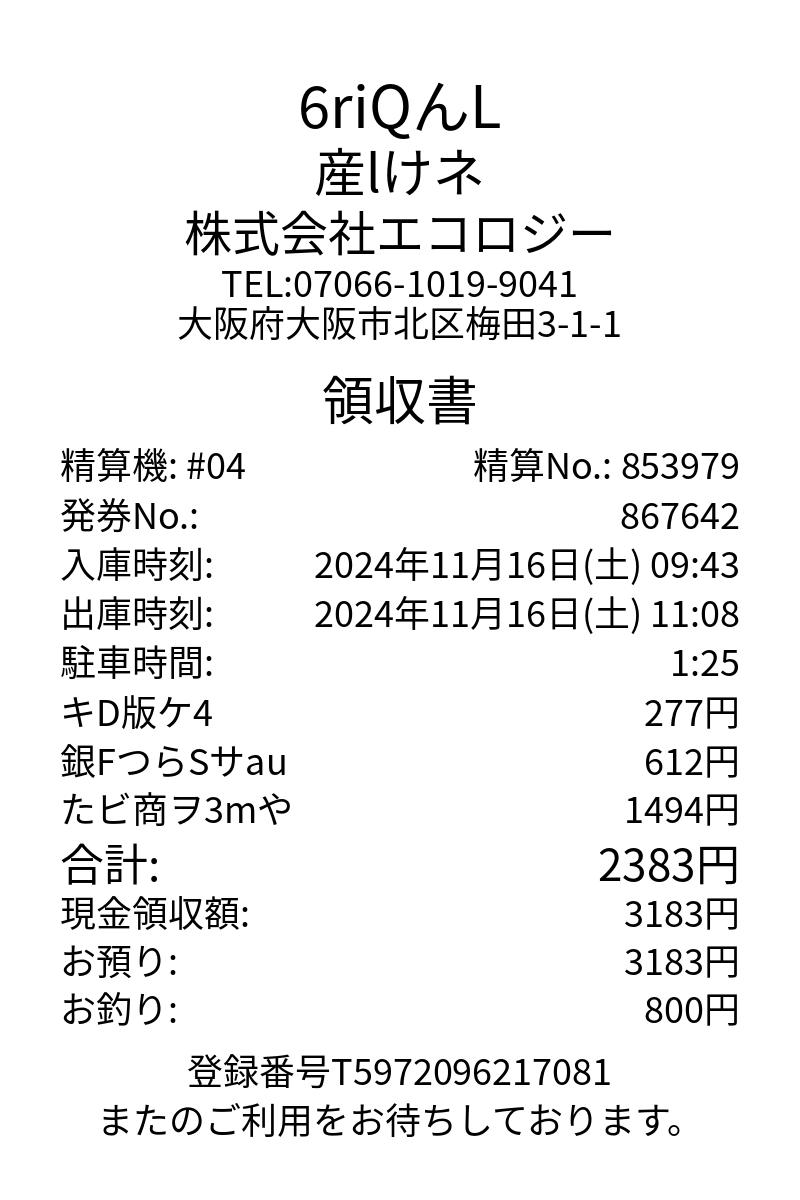 6riQんL
産lけネ
株式会社エコロジー
TEL:07066-1019-9041
大阪府大阪市北区梅田3-1-1
領収書
精算機: #04 精算No.: 853979
発券No.: 867642
入庫時刻: 2024年11月16日(土) 09:43
出庫時刻: 2024年11月16日(土) 11:08
駐車時間: 1:25
キD版ケ4 277円
銀FつらSサau 612円
たビ商ヲ3mや 1494円
合計: 2383円
現金領収額: 3183円
お預り: 3183円
お釣り: 800円
登録番号T5972096217081
またのご利用をお待ちしております。